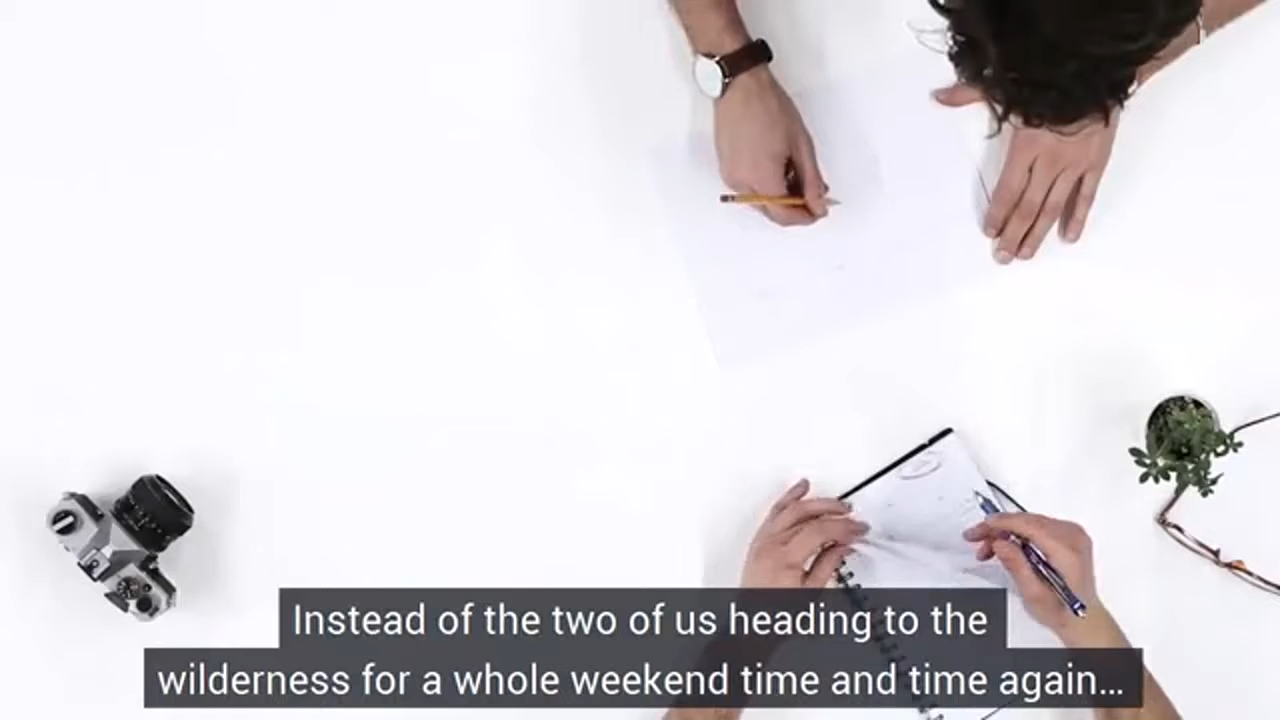 Instead of the two of us heading to the
wilderness for a whole weekend time and time again...